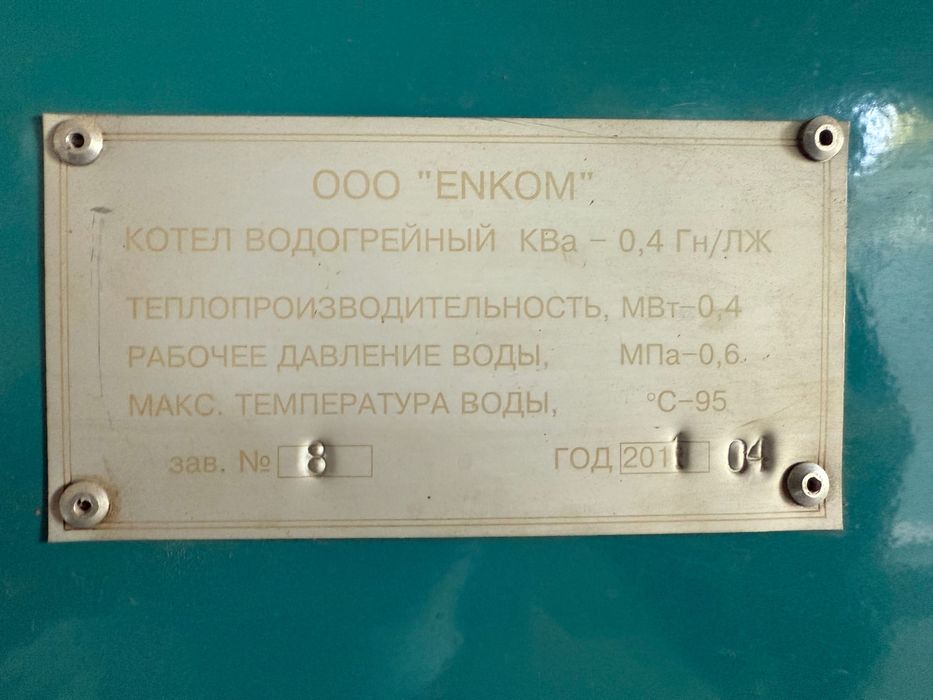 ООО "ENKOM"
КОТЕЛ ВОДОГРЕЙНЫЙ КВа - 0,4 Гн/ЛЖ
ТЕПЛОПРОИЗВОДИТЕЛЬНОСТЬ, МВт-0,4
РАБОЧЕЕ ДАВЛЕНИЕ ВОДЫ, МПа-0,6
МАКС. ТЕМПЕРАТУРА ВОДЫ, °С-95
зав. № 8 ГОД 2011 04